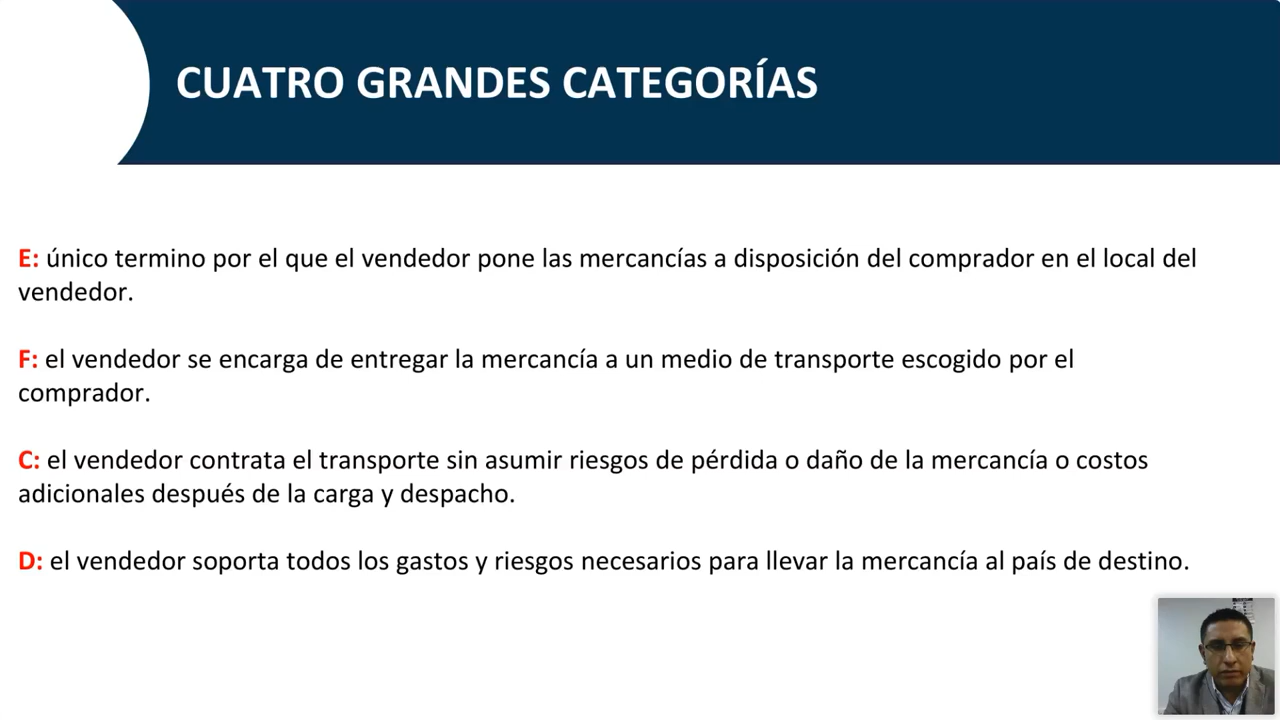 CUATRO GRANDES CATEGORÍAS
E: único termino por el que el vendedor pone las mercancías a disposición del comprador en el local del
vendedor.
F: el vendedor se encarga de entregar la mercancía a un medio de transporte escogido por el
comprador.
C: el vendedor contrata el transporte sin asumir riesgos de pérdida o daño de la mercancía o costos
adicionales después de la carga y despacho.
D: el vendedor soporta todos los gastos y riesgos necesarios para llevar la mercancía al país de destino.